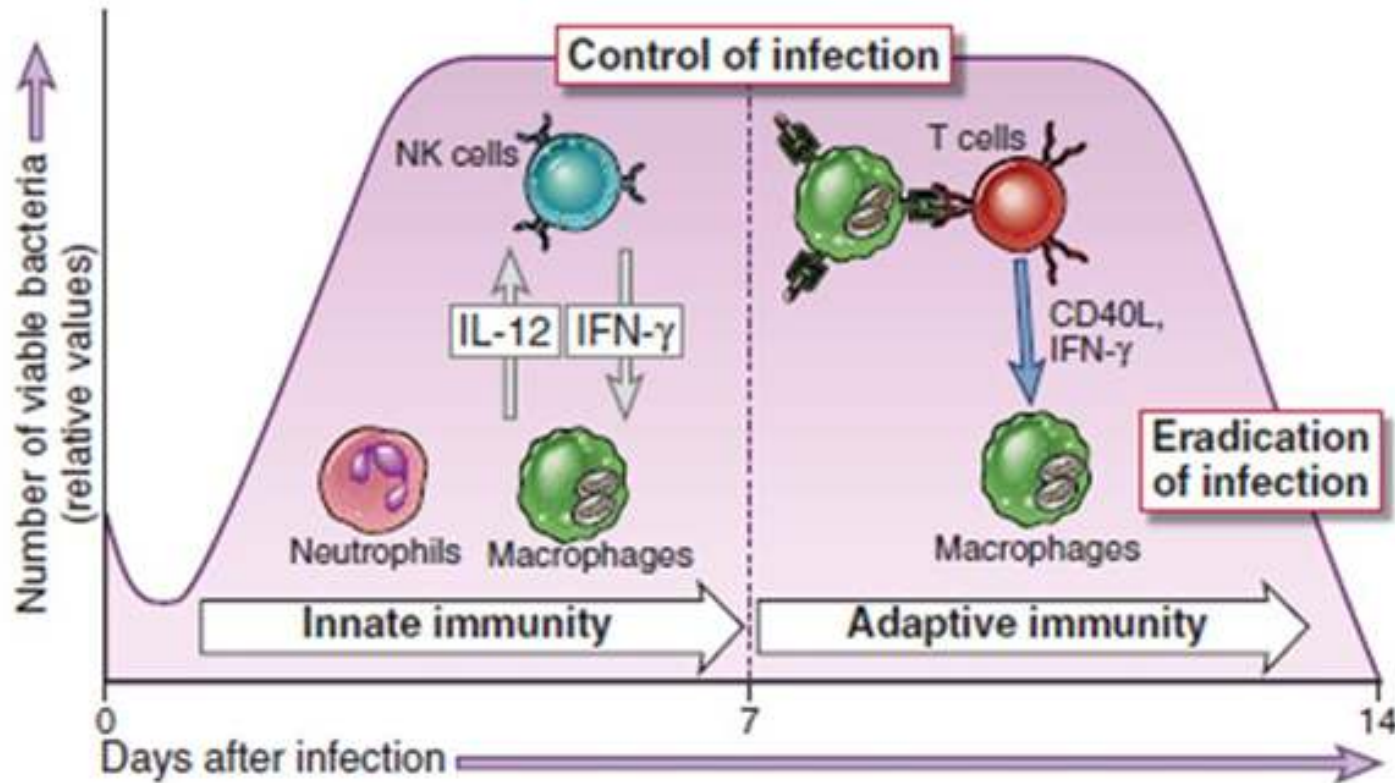 Number of viable bacteria
(relative values)
Control of infection
NK cells
IL-12
IFN-γ
Neutrophils
Macrophages
Innate immunity
T cells
CD40L,
IFN-γ
Macrophages
Eradication
of infection
Adaptive immunity
0
7
14
Days after infection